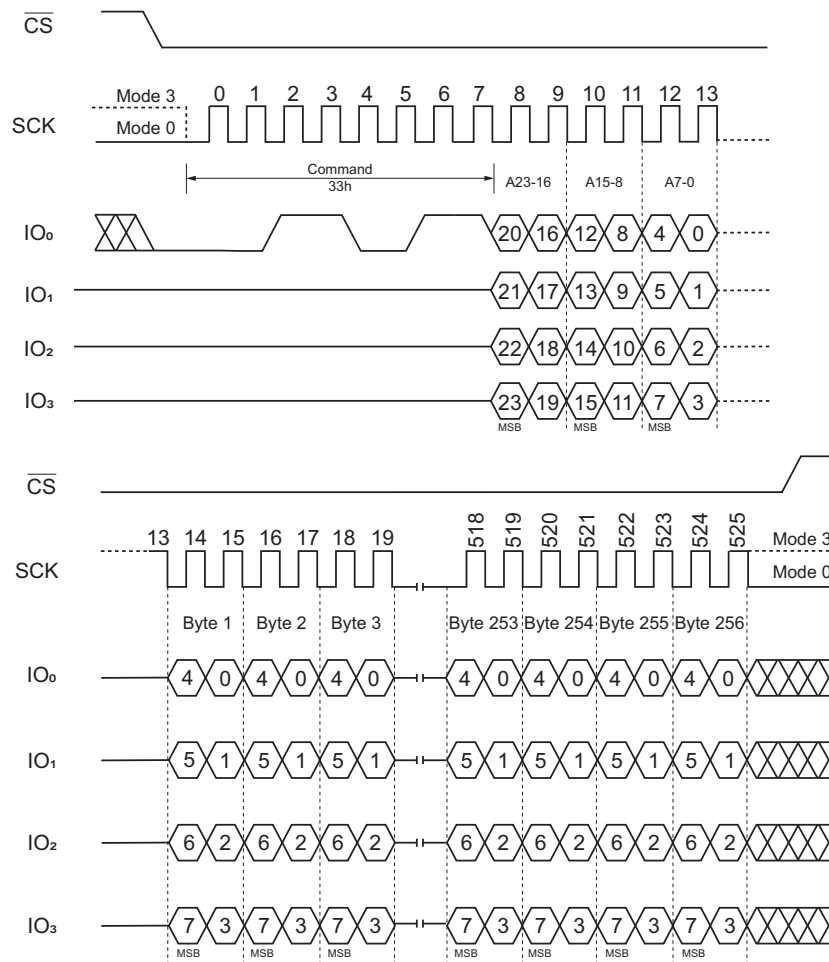 CS
0 1 2 3 4 5 6 7 8 9 10 11 12 13
Mode 3
SCK
Mode 0
Command
33h
A23-16 A15-8 A7-0
IO₀ 20 16 12 8 4 0
IO₁ 21 17 13 9 5 1
IO₂ 22 18 14 10 6 2
IO₃ 23 19 15 11 7 3
MSB MSB MSB
CS
13 14 15 16 17 18 19 518 519 520 521 522 523 524 525
Mode 3
SCK
Mode 0
Byte 1 Byte 2 Byte 3 Byte 253 Byte 254 Byte 255 Byte 256
IO₀ 4 0 4 0 4 0 4 0 4 0 4 0 4 0
IO₁ 5 1 5 1 5 1 5 1 5 1 5 1 5 1
IO₂ 6 2 6 2 6 2 6 2 6 2 6 2 6 2
IO₃ 7 3 7 3 7 3 7 3 7 3 7 3 7 3
MSB MSB MSB MSB MSB MSB MSB